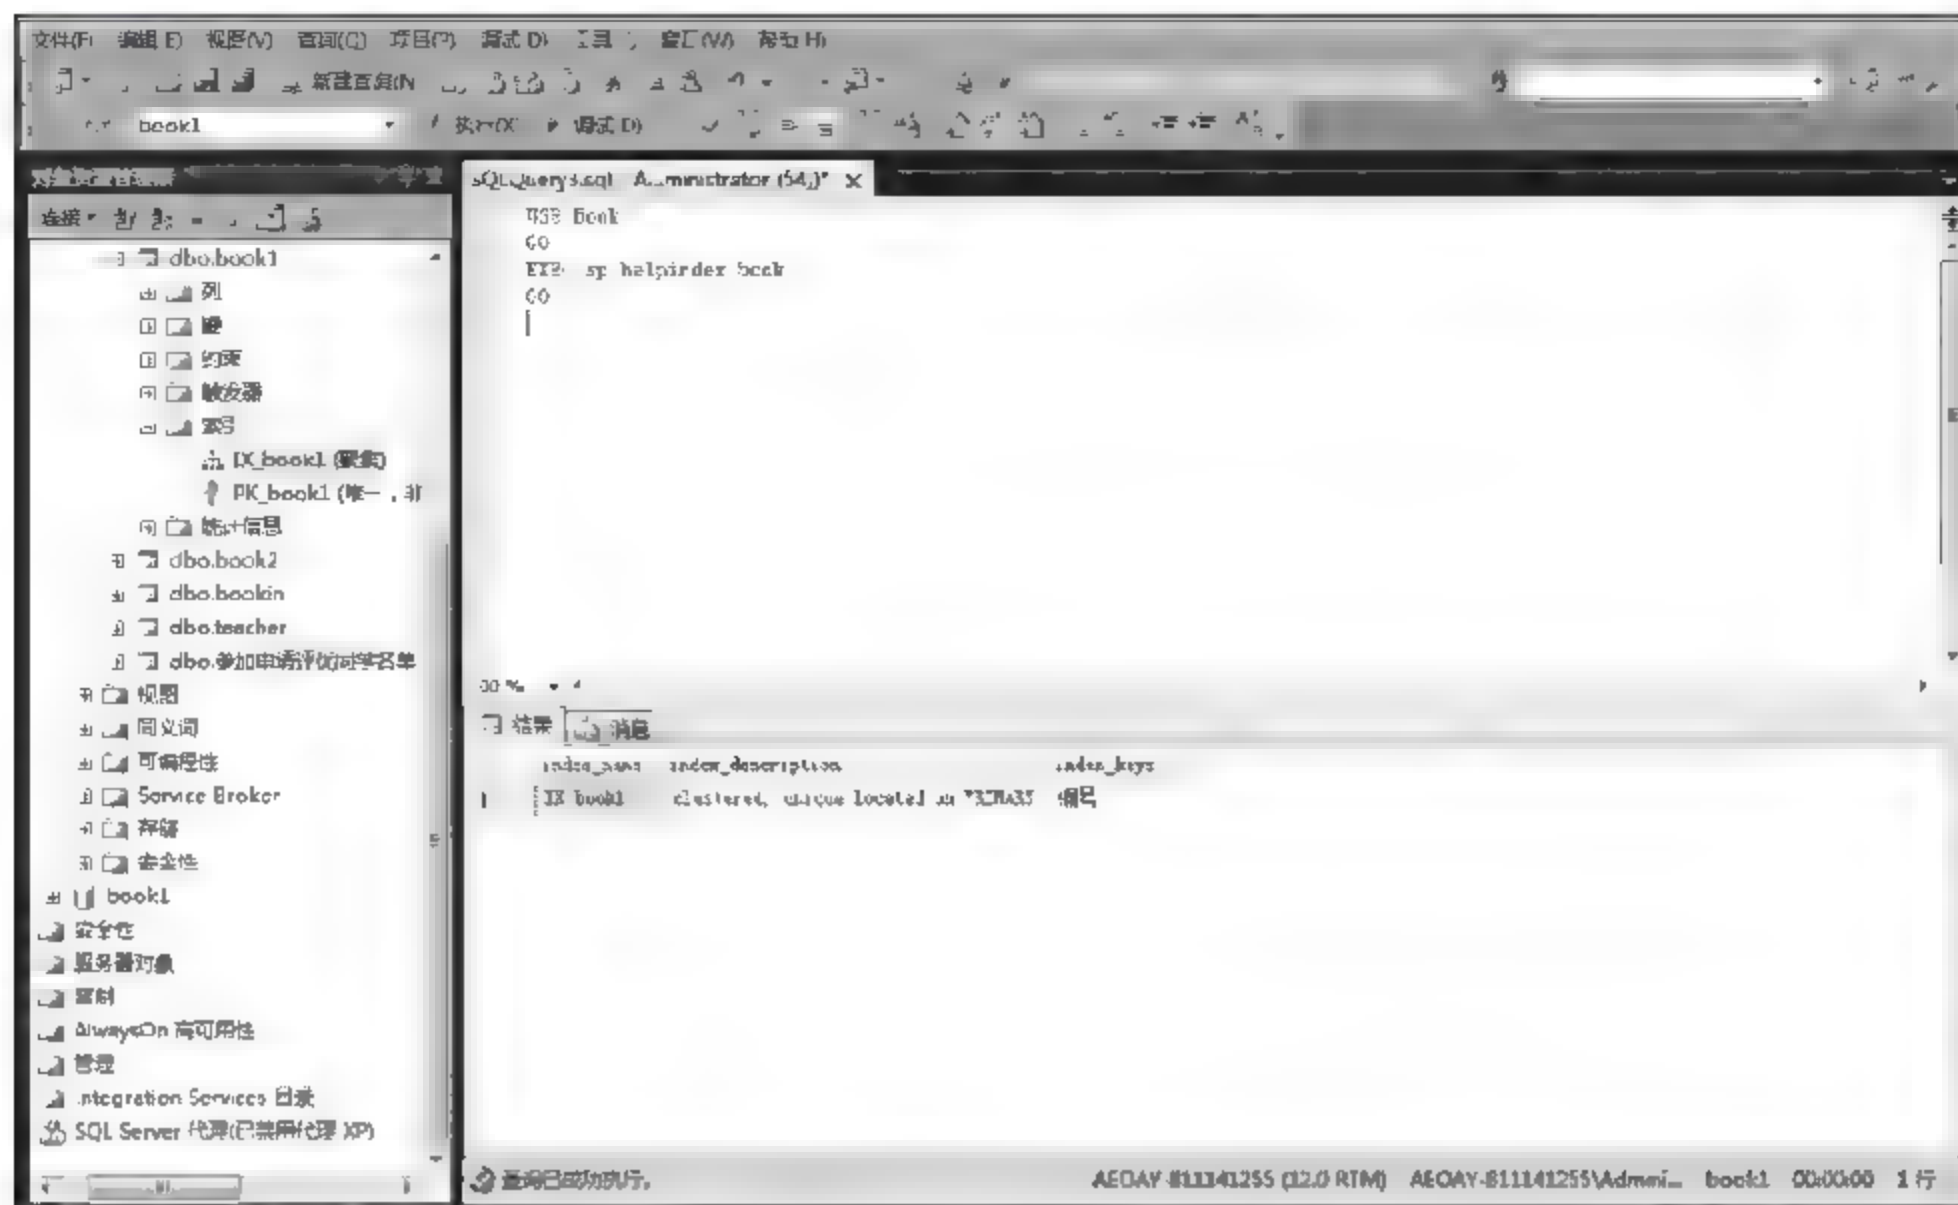 文件(F) 编辑(E) 视图(V) 查询(Q) 项目(P) 调试(D) 工具 窗口(W) 帮助(H)
新建查询(N
book1 执行(X) 调试(D)
SQLQuery3.sql A...ministrator (54))*
连接
USE book
GO
EXEC sp_helpindex book
GO
dbo.book1
列
键
约束
触发器
索引
IX_book1 (聚集)
PK_book1 (唯一，非
统计信息
dbo.book2
dbo.bookin
dbo.teacher
dbo.参加申请评
视图
同义词
可编程性
Service Broker
存储
安全性
book1
安全性
服务器对象
复制
AlwaysOn 高可用性
管理
Integration Services 目录
SQL Server 代理(已禁用代理 XP)
结果 消息
index_name index_description index_keys
IX_book1 clustered, unique located on 编号
查询已成功执行。 AEOAY-811141255 (12.0 RTM) AEOAY-811141255\Admini... book1 00:00:00 1 行